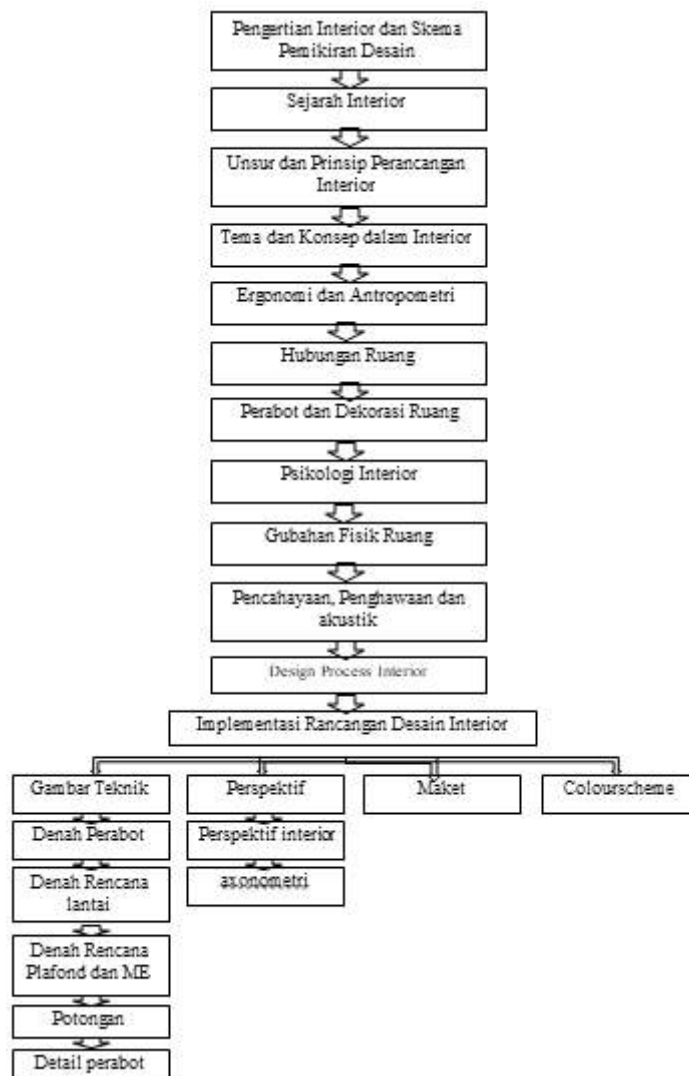 Pengertian Interior dan Skema
Pemikiran Desain
Sejarah Interior
Unsur dan Prinsip Perancangan
Interior
Tema dan Konsep dalam Interior
Ergonomi dan Antropometri
Hubungan Ruang
Perabot dan Dekorasi Ruang
Psikologi Interior
Gubahan Fisik Ruang
Pencahayaan, Penghawaan dan
akustik
Design Process Interior
Implementasi Rancangan Desain Interior
Gambar Teknik
Denah Perabot
Denah Rencana
lantai
Denah Rencana
Plafond dan ME
Potongan
Detail perabot
Perspektif
Perspektif interior
axonometri
Maket
Colourscheme